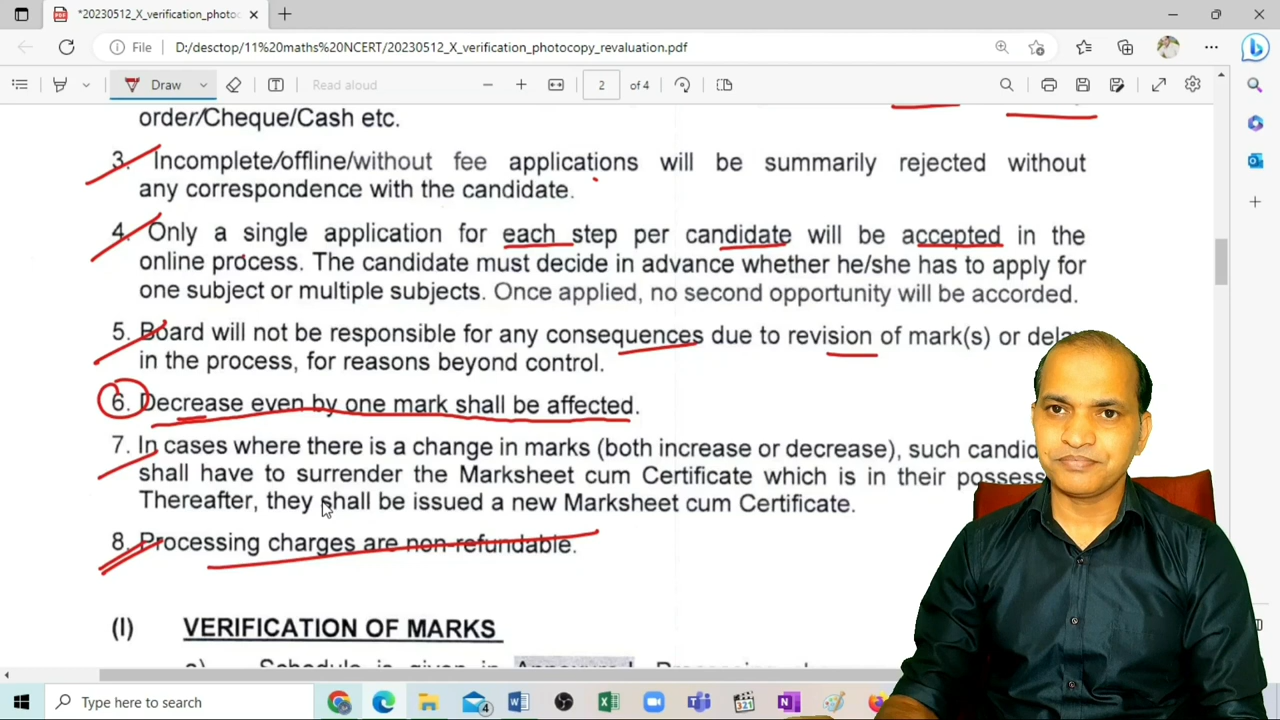 *20230512_X_verification_photo
File D:/desctop/11%20maths%20NCERT/20230512_X_verification_photocopy_revaluation.pdf
Draw Read aloud 2 of 4
order/Cheque/Cash etc.
3. Incomplete/offline/without fee applications will be summarily rejected without
any correspondence with the candidate.
4. Only a single application for each step per candidate will be accepted in the
online process. The candidate must decide in advance whether he/she has to apply for
one subject or multiple subjects. Once applied, no second opportunity will be accorded.
5. Board will not be responsible for any consequences due to revision of mark(s) or
in the process, for reasons beyond control.
6. Decrease even by one mark shall be affected.
7. In cases where there is a change in marks (both increase or decrease), such
shall have to surrender the Marksheet cum Certificate which is in their
Thereafter, they shall be issued a new Marksheet cum Certificate.
8. Processing charges are non-refundable.
(I) VERIFICATION OF MARKS
Type here to search 4 321